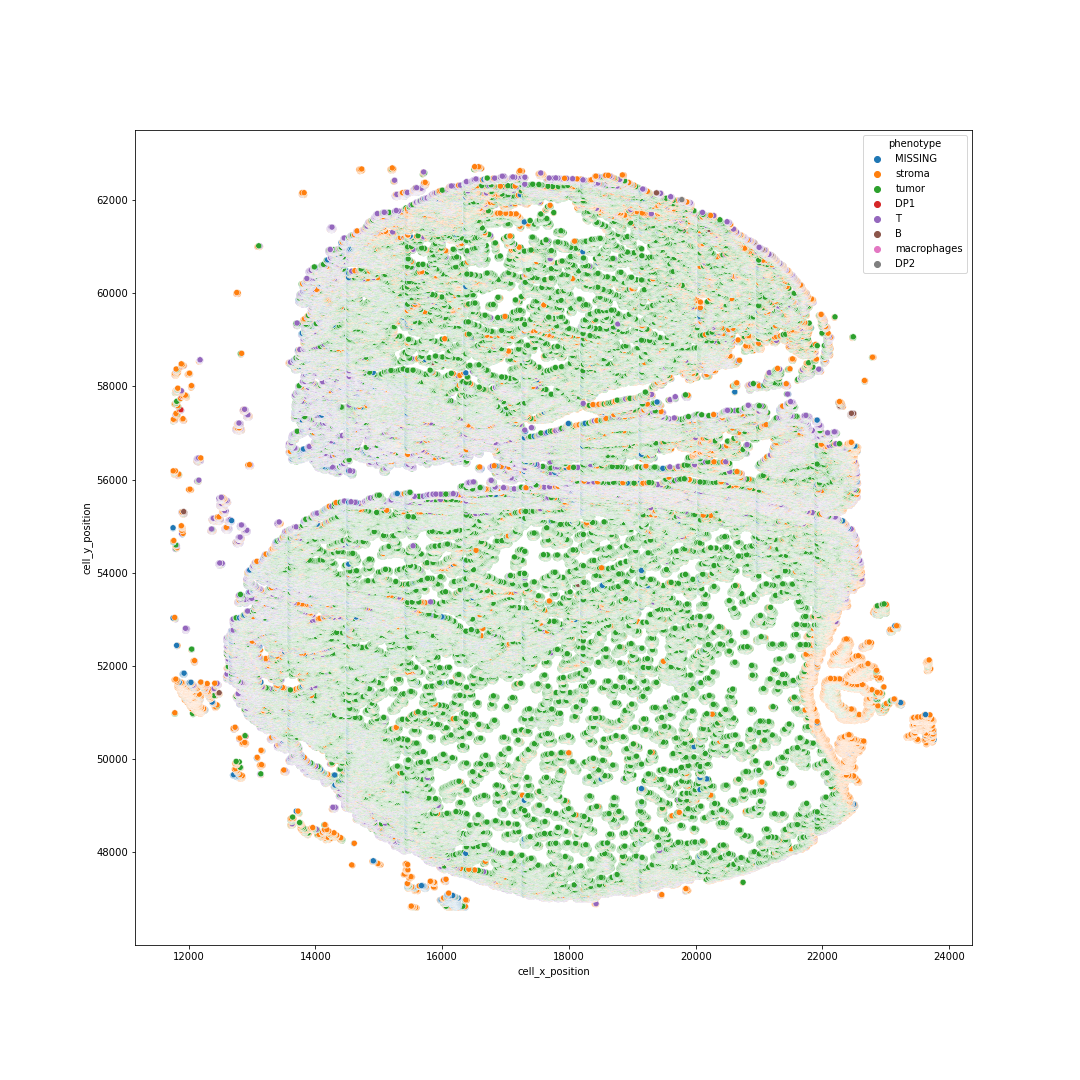 phenotype
MISSING
stroma
tumor
DP1
T
B
macrophages
DP2
62000
60000
58000
56000
54000
52000
50000
48000
cell_y_position
12000 14000 16000 18000 20000 22000 24000
cell_x_position